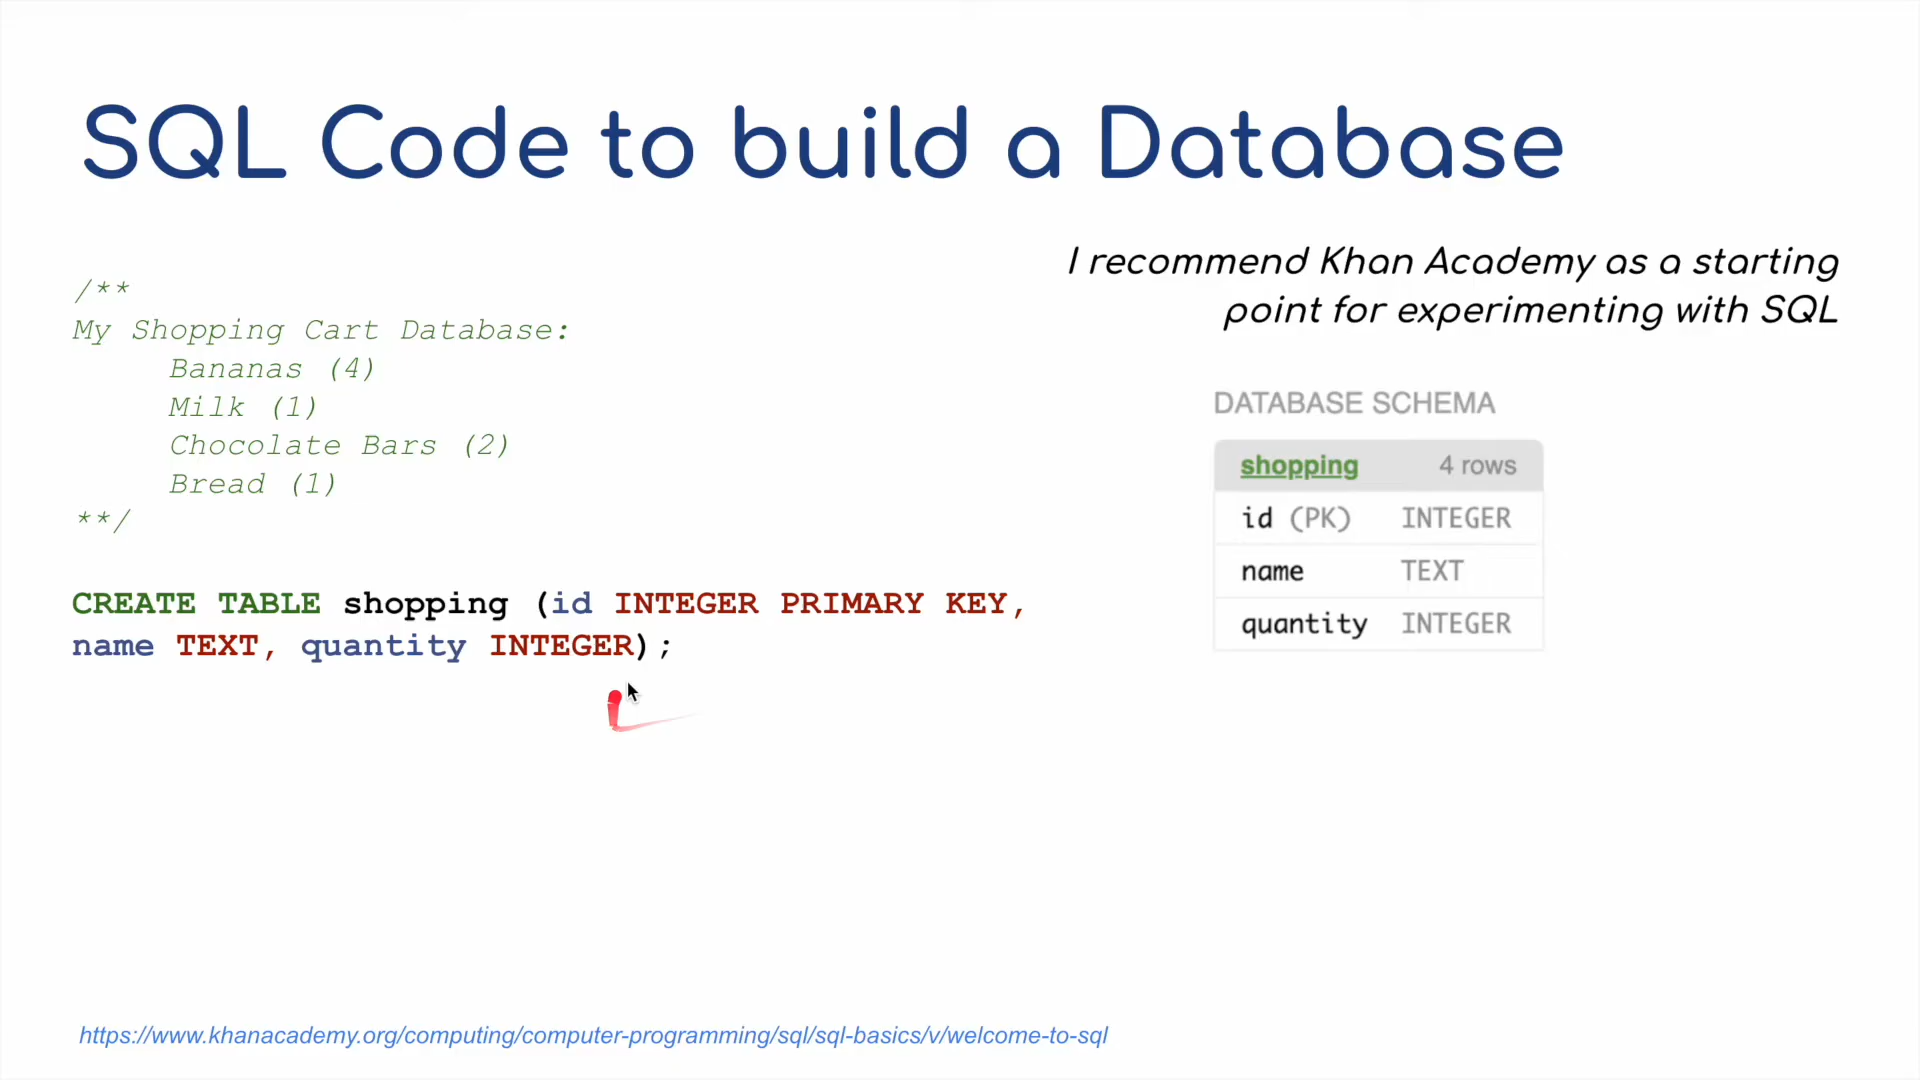 SQL Code to build a Database
I recommend Khan Academy as a starting
point for experimenting with SQL
/**
My Shopping Cart Database:
Bananas (4)
Milk (1)
Chocolate Bars (2)
Bread (1)
**/
CREATE TABLE shopping (id INTEGER PRIMARY KEY,
name TEXT, quantity INTEGER);
DATABASE SCHEMA
shopping 4 rows
id (PK) INTEGER
name TEXT
quantity INTEGER
https://www.khanacademy.org/computing/computer-programming/sql/sql-basics/v/welcome-to-sql